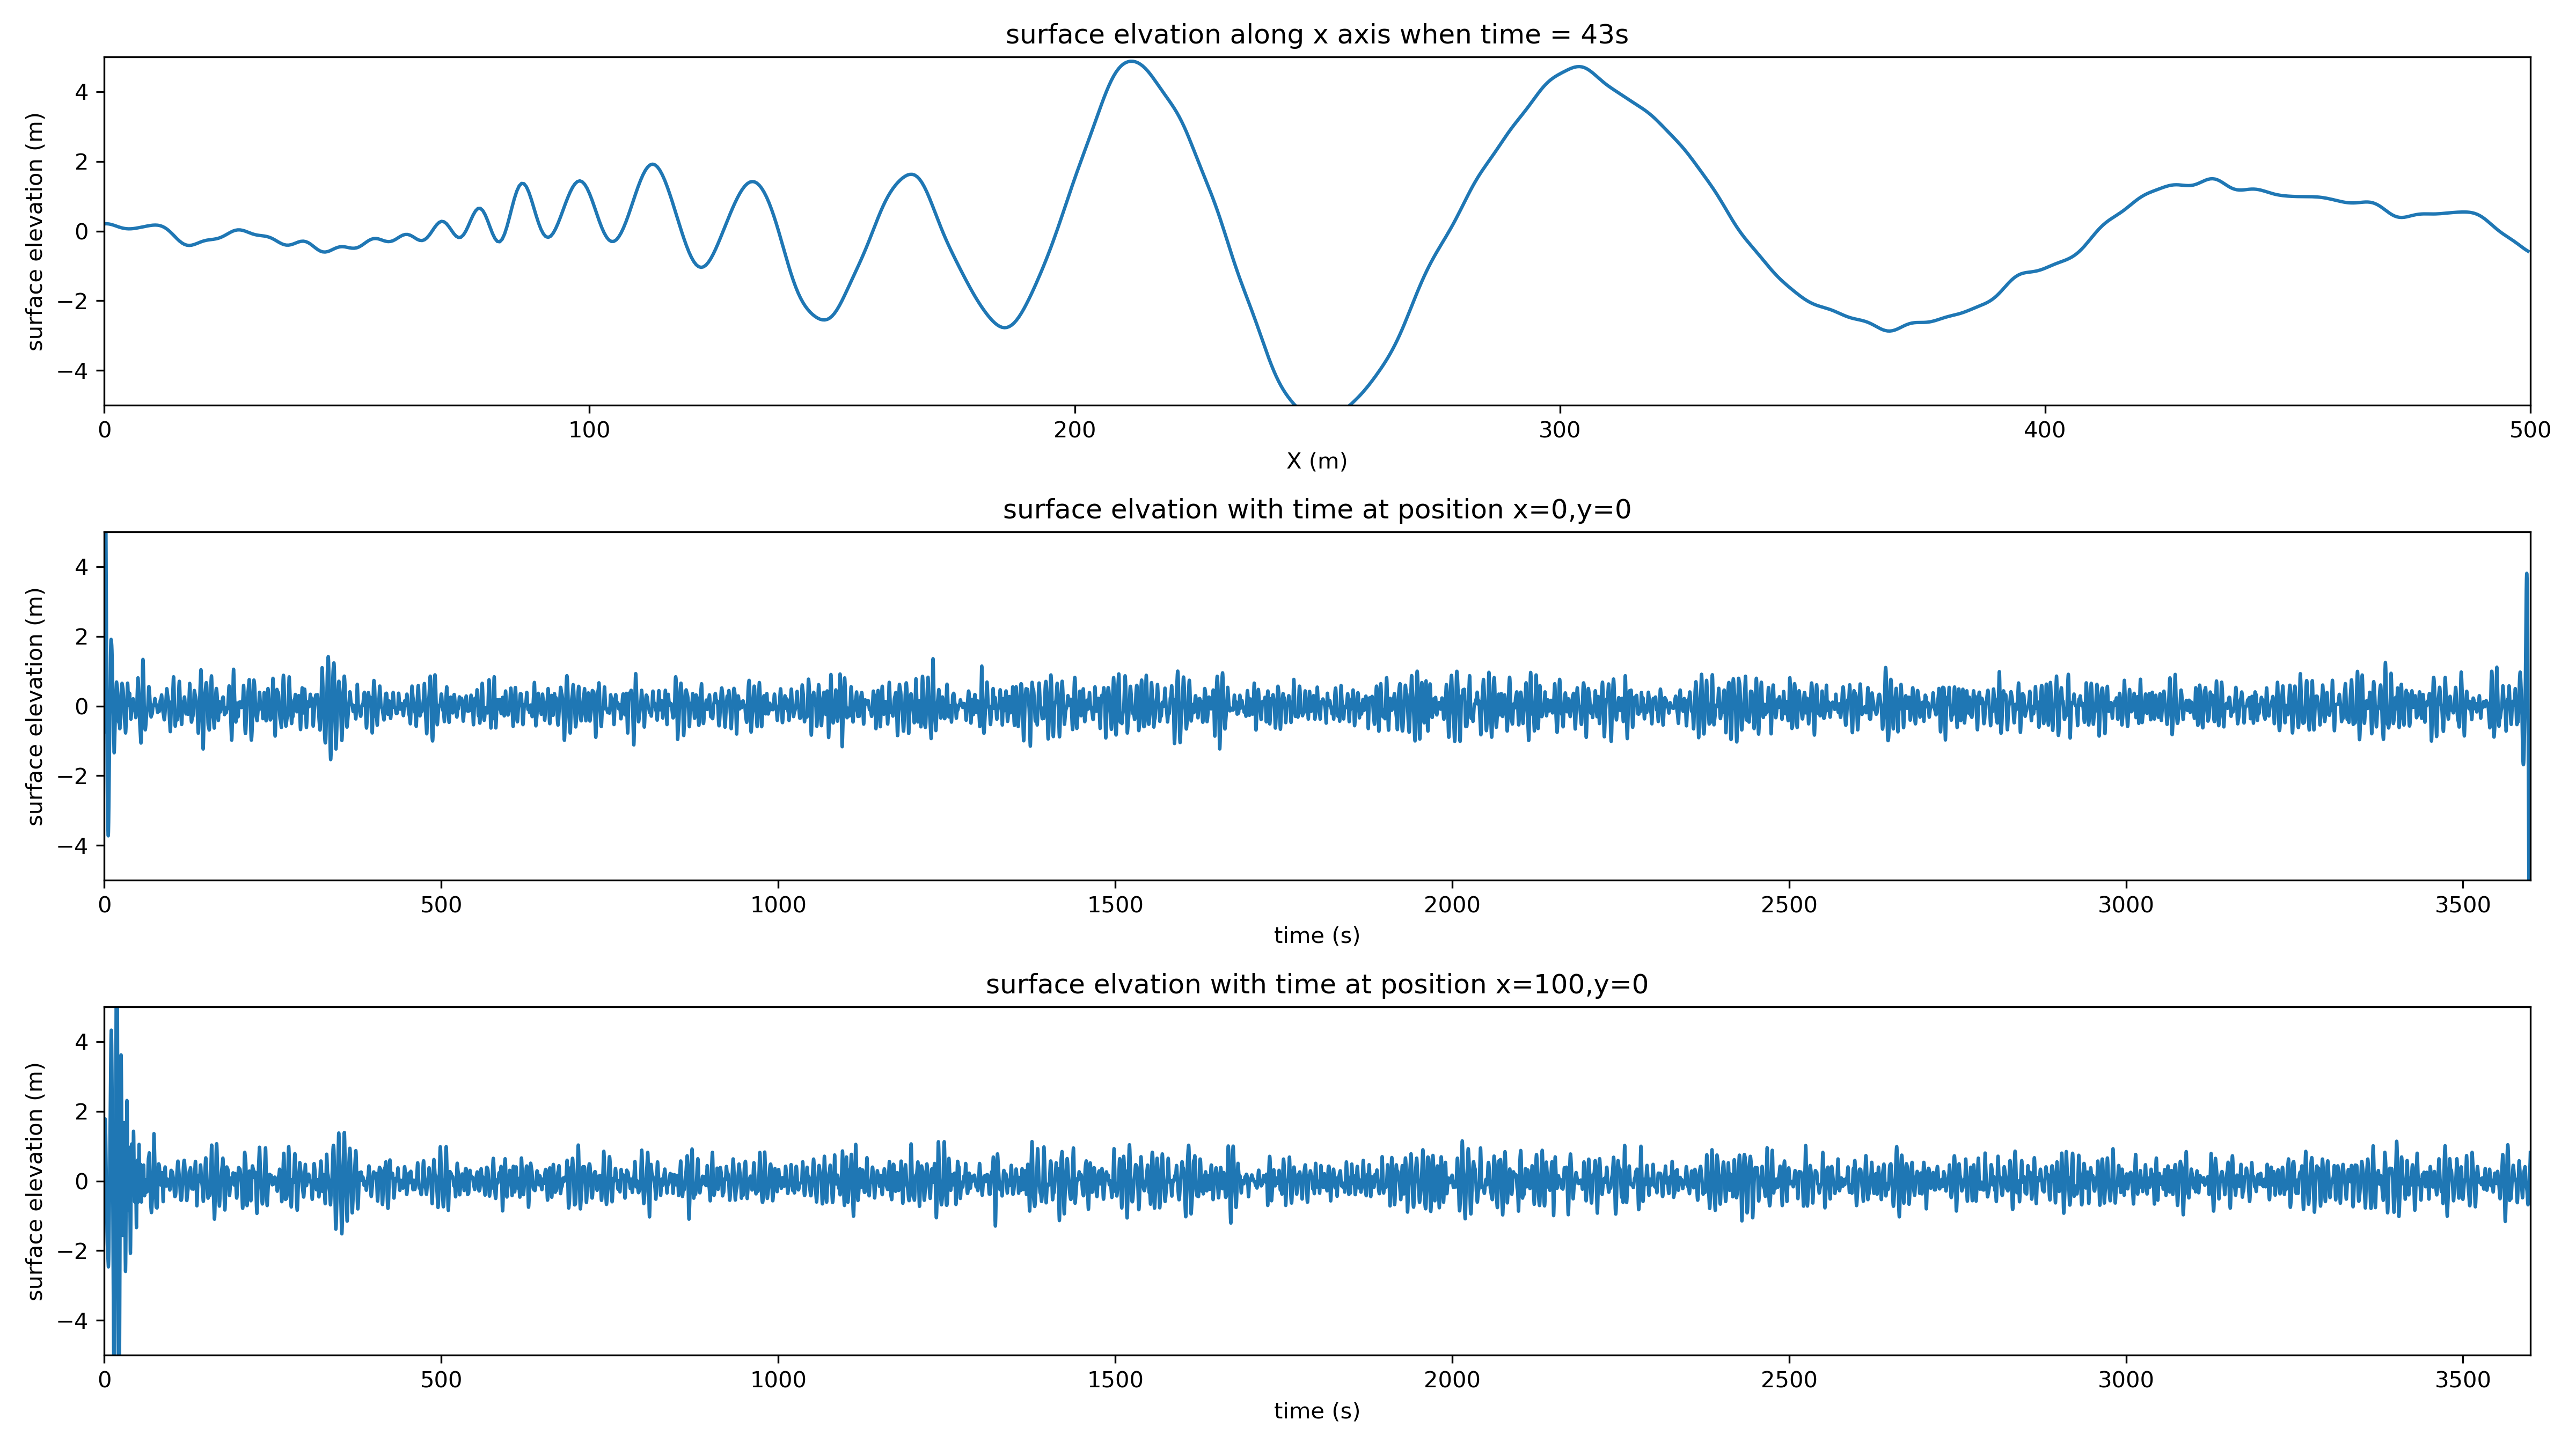 surface elvation along x axis when time = 43s
surface elevation (m)
4
2
0
−2
−4
0 100 200 300 400 500
X (m)
surface elvation with time at position x=0,y=0
surface elevation (m)
4
2
0
−2
−4
0 500 1000 1500 2000 2500 3000 3500
time (s)
surface elvation with time at position x=100,y=0
surface elevation (m)
4
2
0
−2
−4
0 500 1000 1500 2000 2500 3000 3500
time (s)